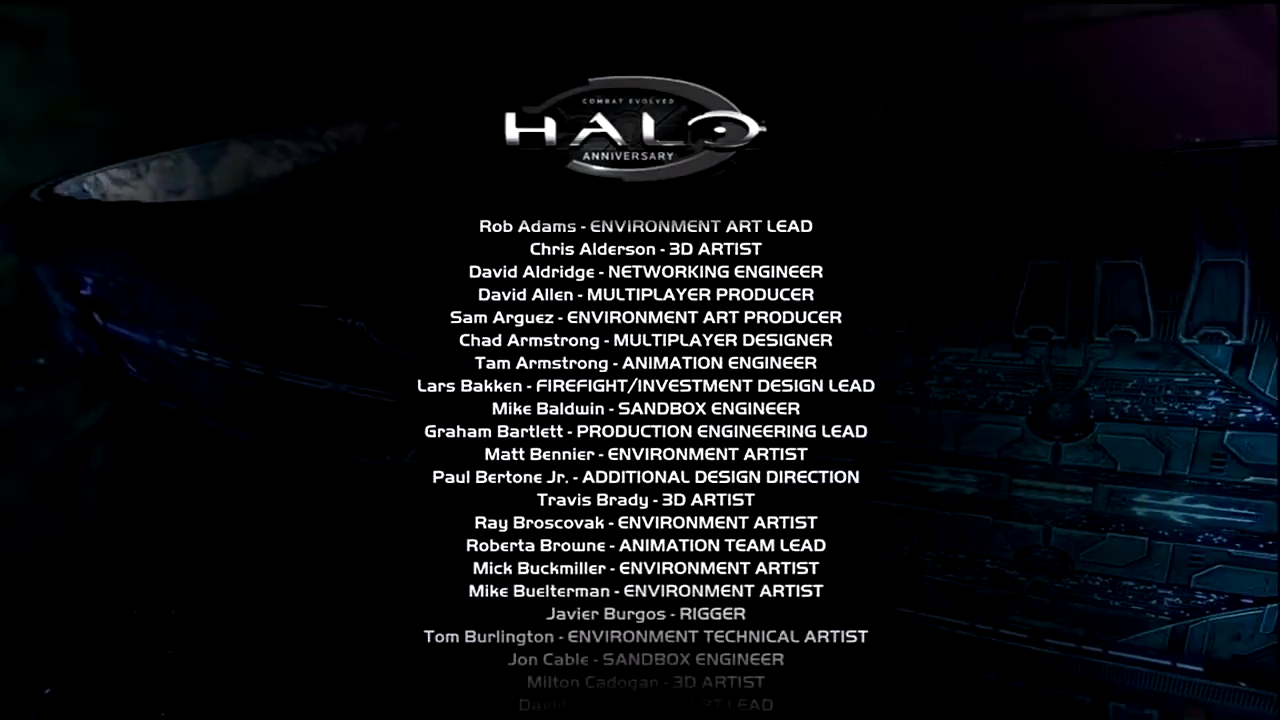 COMBAT EVOLVED
HALO
ANNIVERSARY
Rob Adams - ENVIRONMENT ART LEAD
Chris Alderson - 3D ARTIST
David Aldridge - NETWORKING ENGINEER
David Allen - MULTIPLAYER PRODUCER
Sam Arguez - ENVIRONMENT ART PRODUCER
Chad Armstrong - MULTIPLAYER DESIGNER
Tam Armstrong - ANIMATION ENGINEER
Lars Bakken - FIREFIGHT/INVESTMENT DESIGN LEAD
Mike Baldwin - SANDBOX ENGINEER
Graham Bartlett - PRODUCTION ENGINEERING LEAD
Matt Bennier - ENVIRONMENT ARTIST
Paul Bertone Jr. - ADDITIONAL DESIGN DIRECTION
Travis Brady - 3D ARTIST
Ray Broscovak - ENVIRONMENT ARTIST
Roberta Browne - ANIMATION TEAM LEAD
Mick Buckmiller - ENVIRONMENT ARTIST
Mike Buelterman - ENVIRONMENT ARTIST
Javier Burgos - RIGGER
Tom Burlington - ENVIRONMENT TECHNICAL ARTIST
Jon Cable - SANDBOX ENGINEER
Milton Cadogan - 3D ARTIST
David ART LEAD